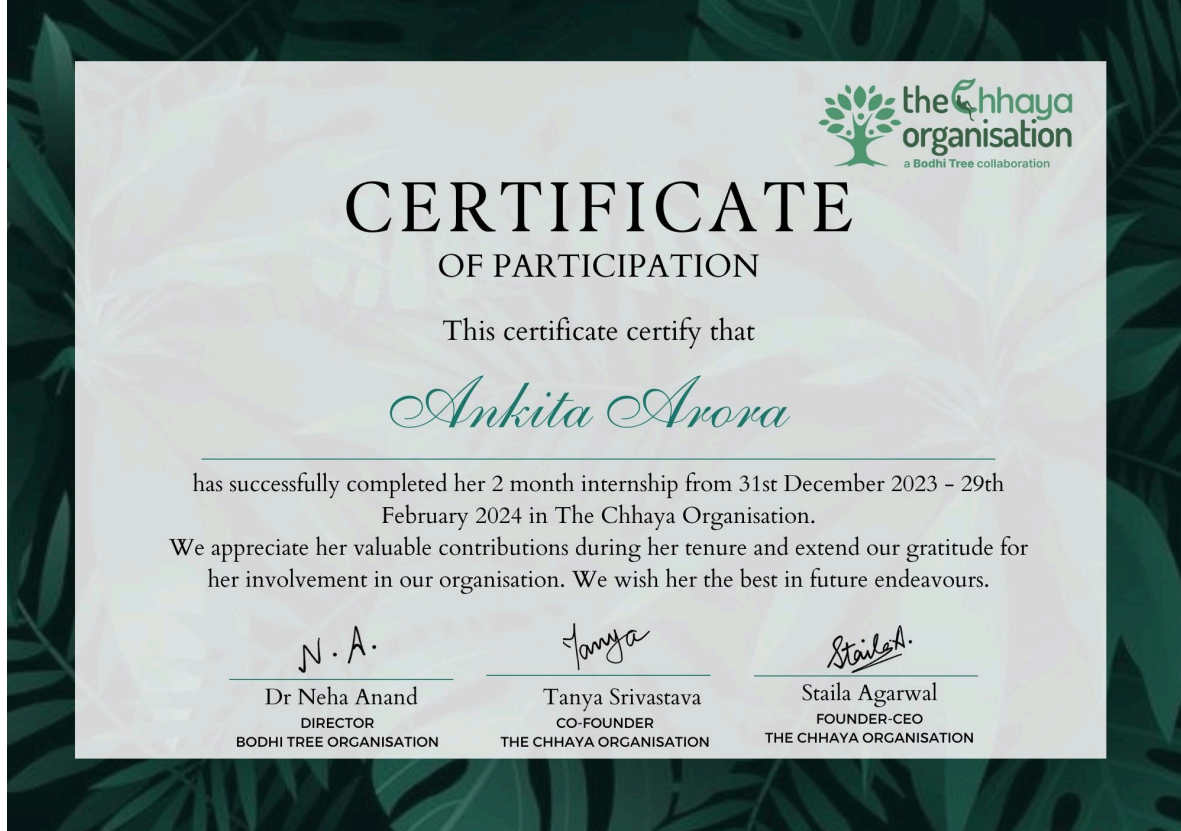 the Chhaya
organisation
a Bodhi Tree collaboration
CERTIFICATE
OF PARTICIPATION
This certificate certify that
Ankita Arora
has successfully completed her 2 month internship from 31st December 2023 - 29th
February 2024 in The Chhaya Organisation.
We appreciate her valuable contributions during her tenure and extend our gratitude for
her involvement in our organisation. We wish her the best in future endeavours.
N. A.
Tanya
Staila A.
Dr Neha Anand
Tanya Srivastava
Staila Agarwal
DIRECTOR
CO-FOUNDER
FOUNDER-CEO
BODHI TREE ORGANISATION
THE CHHAYA ORGANISATION
THE CHHAYA ORGANISATION